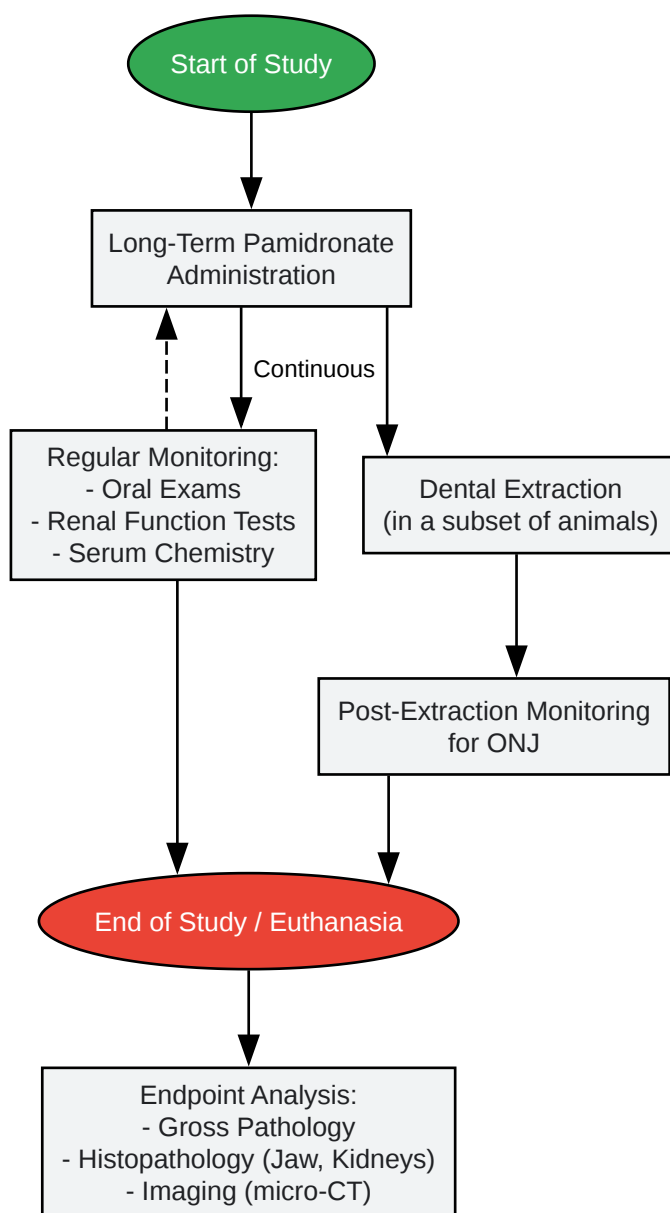 Start of Study
Long-Term Pamidronate
Administration
Continuous
Regular Monitoring:
- Oral Exams
- Renal Function Tests
- Serum Chemistry
Dental Extraction
(in a subset of animals)
Post-Extraction Monitoring
for ONJ
End of Study / Euthanasia
Endpoint Analysis:
- Gross Pathology
- Histopathology (Jaw, Kidneys)
- Imaging (micro-CT)